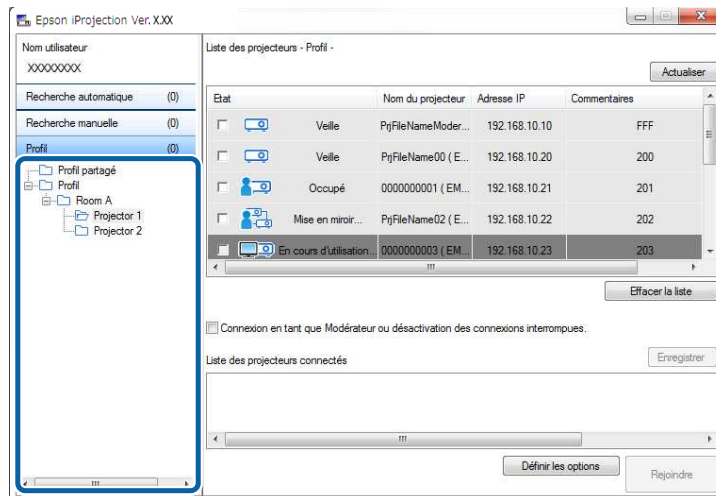 Epson iProjection Ver. X.XX
Nom utilisateur
XXXXXXXX
Recherche automatique (0)
Recherche manuelle (0)
Profil (0)
Profil partagé
Profil
Room A
Projector 1
Projector 2
Liste des projecteurs - Profil -
Actualiser
Etat Nom du projecteur Adresse IP Commentaires
Veille PrjFileNameModer... 192.168.10.10 FFF
Veille PrjFileName00 ( E... 192.168.10.20 200
Occupé 0000000001 ( EM... 192.168.10.21 201
Mise en miroir... PrjFileName02 ( E... 192.168.10.22 202
En cours d'utilisation... 0000000003 ( EM... 192.168.10.23 203
Effacer la liste
Connexion en tant que Modérateur ou désactivation des connexions interrompues.
Liste des projecteurs connectés
Enregistrer
Définir les options
Rejoindre